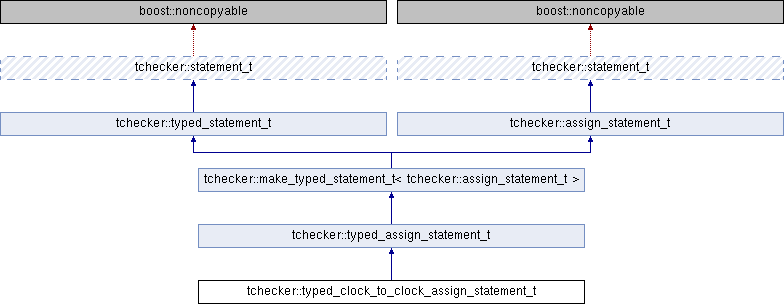 boost::noncopyable
boost::noncopyable
tchecker::statement_t
tchecker::statement_t
tchecker::typed_statement_t
tchecker::assign_statement_t
tchecker::make_typed_statement_t< tchecker::assign_statement_t >
tchecker::typed_assign_statement_t
tchecker::typed_clock_to_clock_assign_statement_t